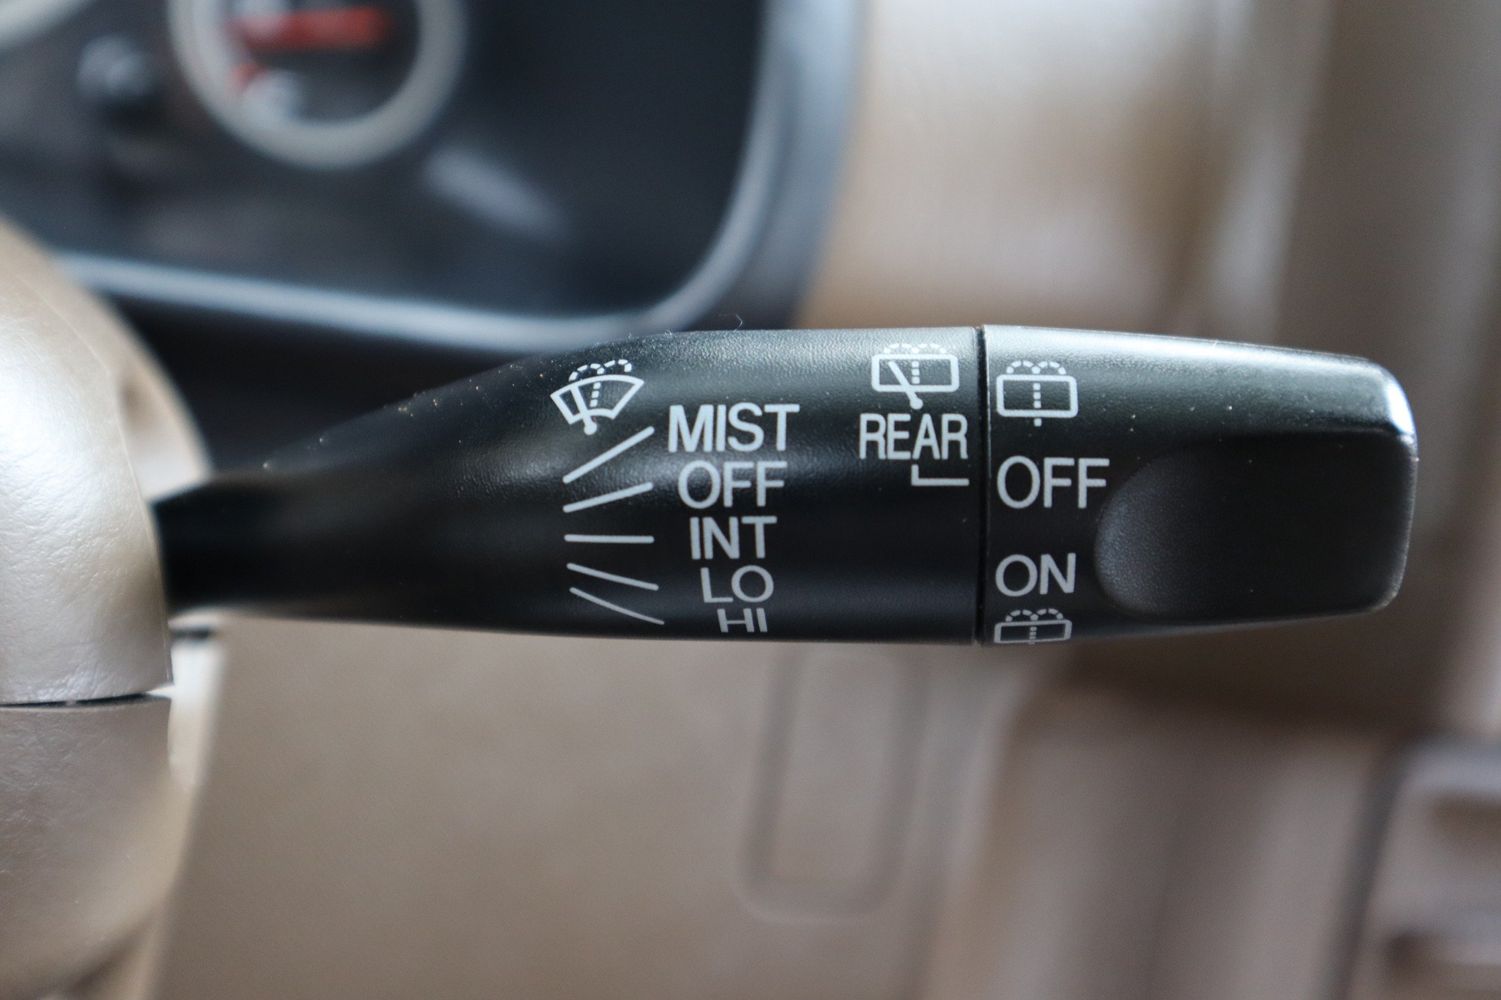 MIST
OFF
INT
LO
HI
REAR
OFF
ON